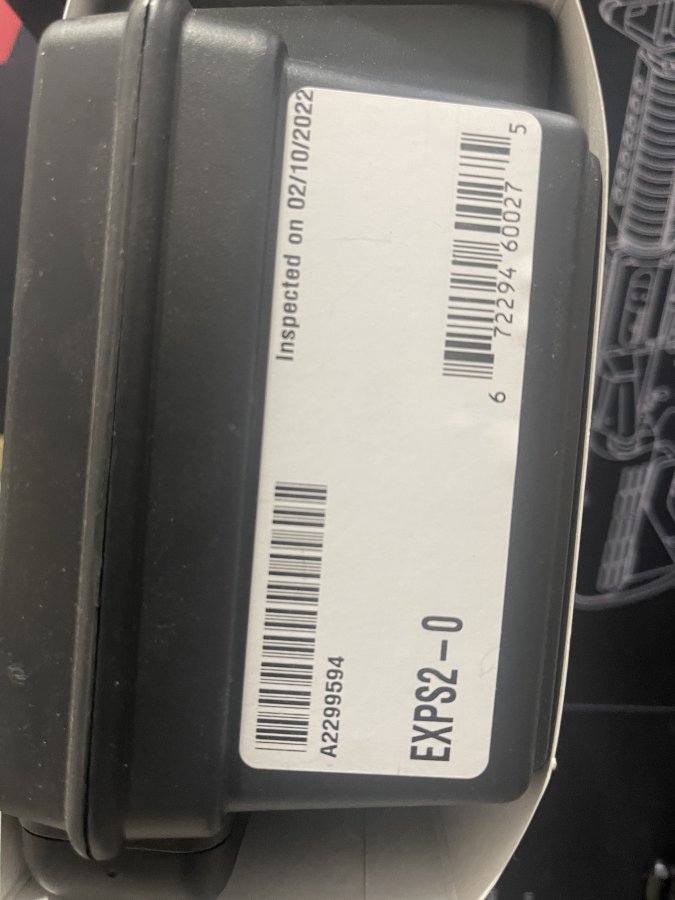 Inspected on 02/10/2022
6 72294 60027 5
A2299594
EXPS2-0